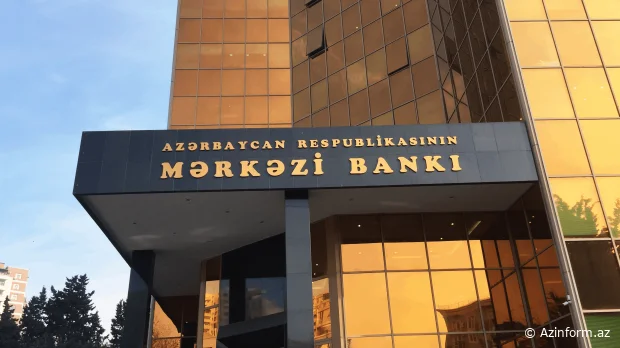 AZƏRBAYCAN RESPUBLİKASININ
MƏRKƏZİ BANKI
© Azinform.az